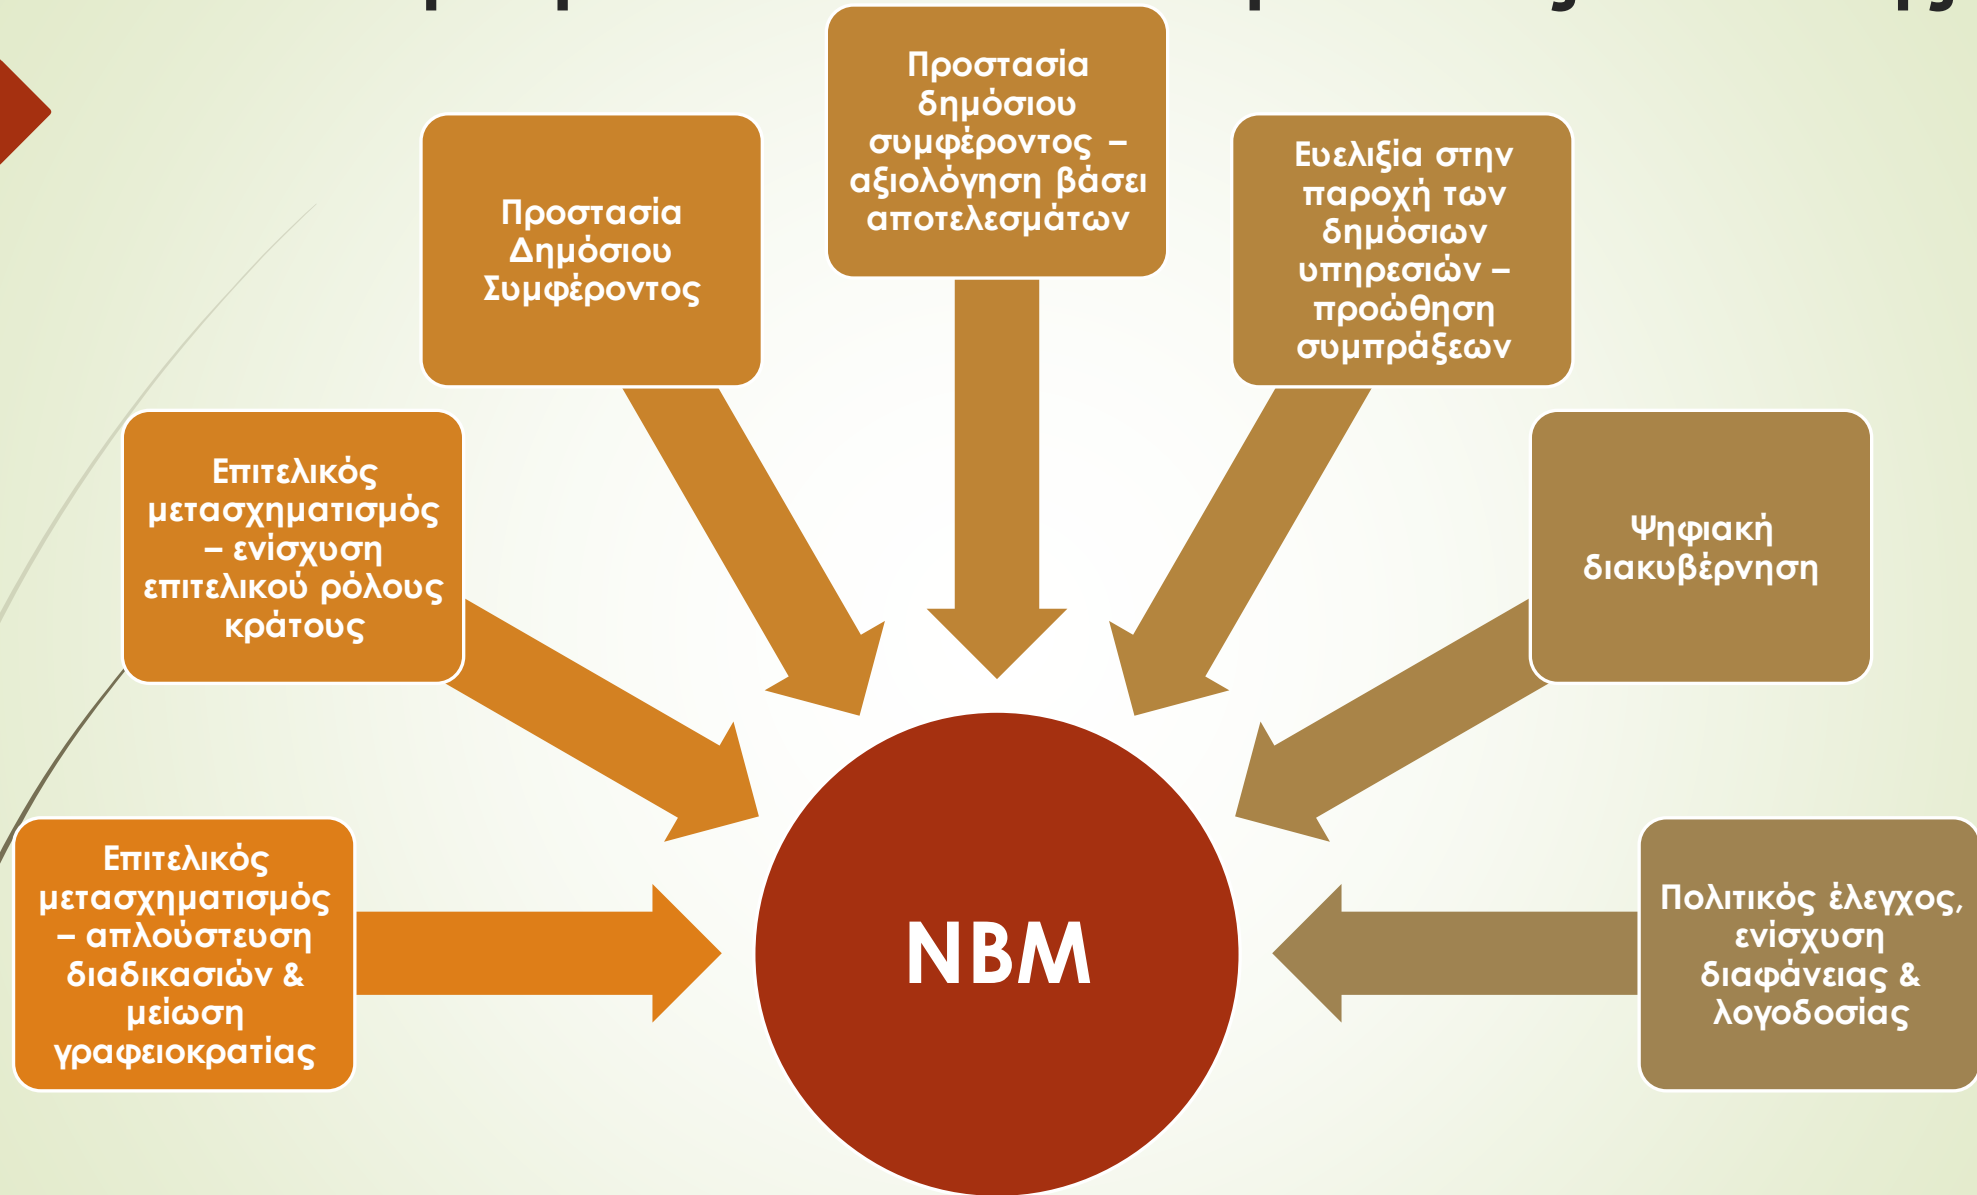 Επιτελικός
μετασχηματισμός
– απλούστευση
διαδικασιών &
μείωση
γραφειοκρατίας
Επιτελικός
μετασχηματισμός
– ενίσχυση
επιτελικού ρόλους
κράτους
Προστασία
Δημόσιου
Συμφέροντος
Προστασία
δημόσιου
συμφέροντος –
αξιολόγηση βάσει
αποτελεσμάτων
Ευελιξία στην
παροχή των
δημόσιων
υπηρεσιών –
προώθηση
συμπράξεων
Ψηφιακή
διακυβέρνηση
Πολιτικός έλεγχος,
ενίσχυση
διαφάνειας &
λογοδοσίας
NBM